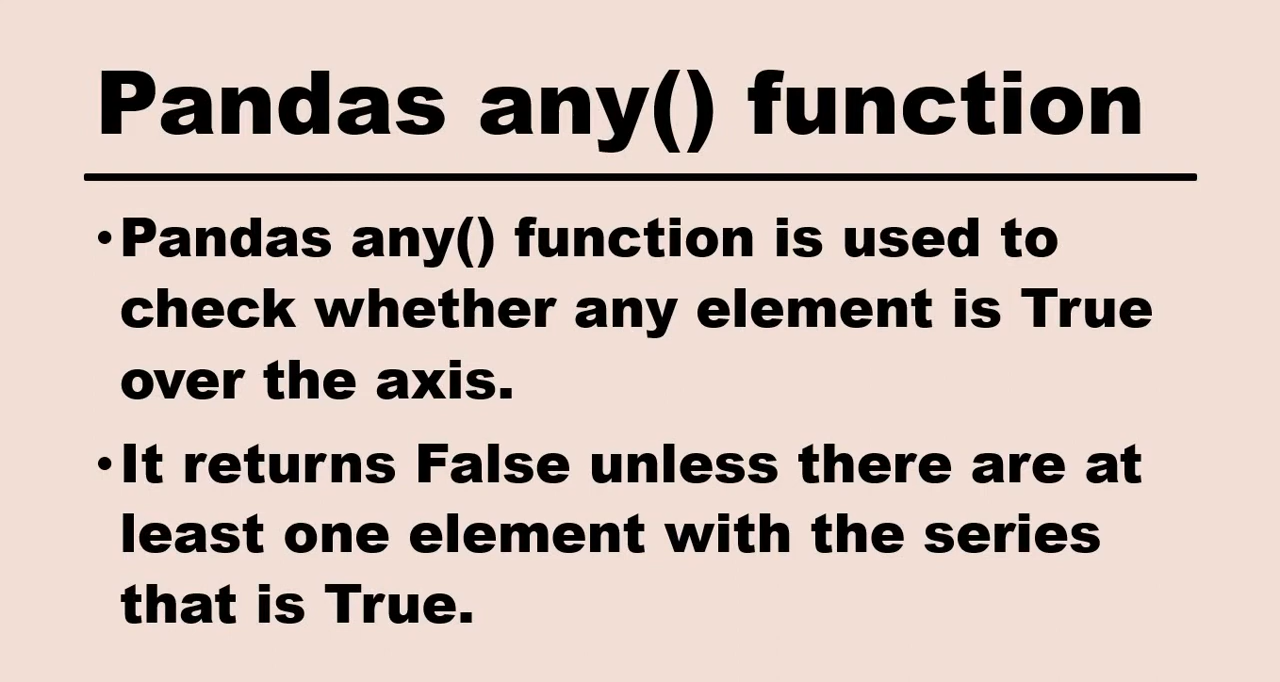 Pandas any() function
•Pandas any() function is used to
check whether any element is True
over the axis.
•It returns False unless there are at
least one element with the series
that is True.